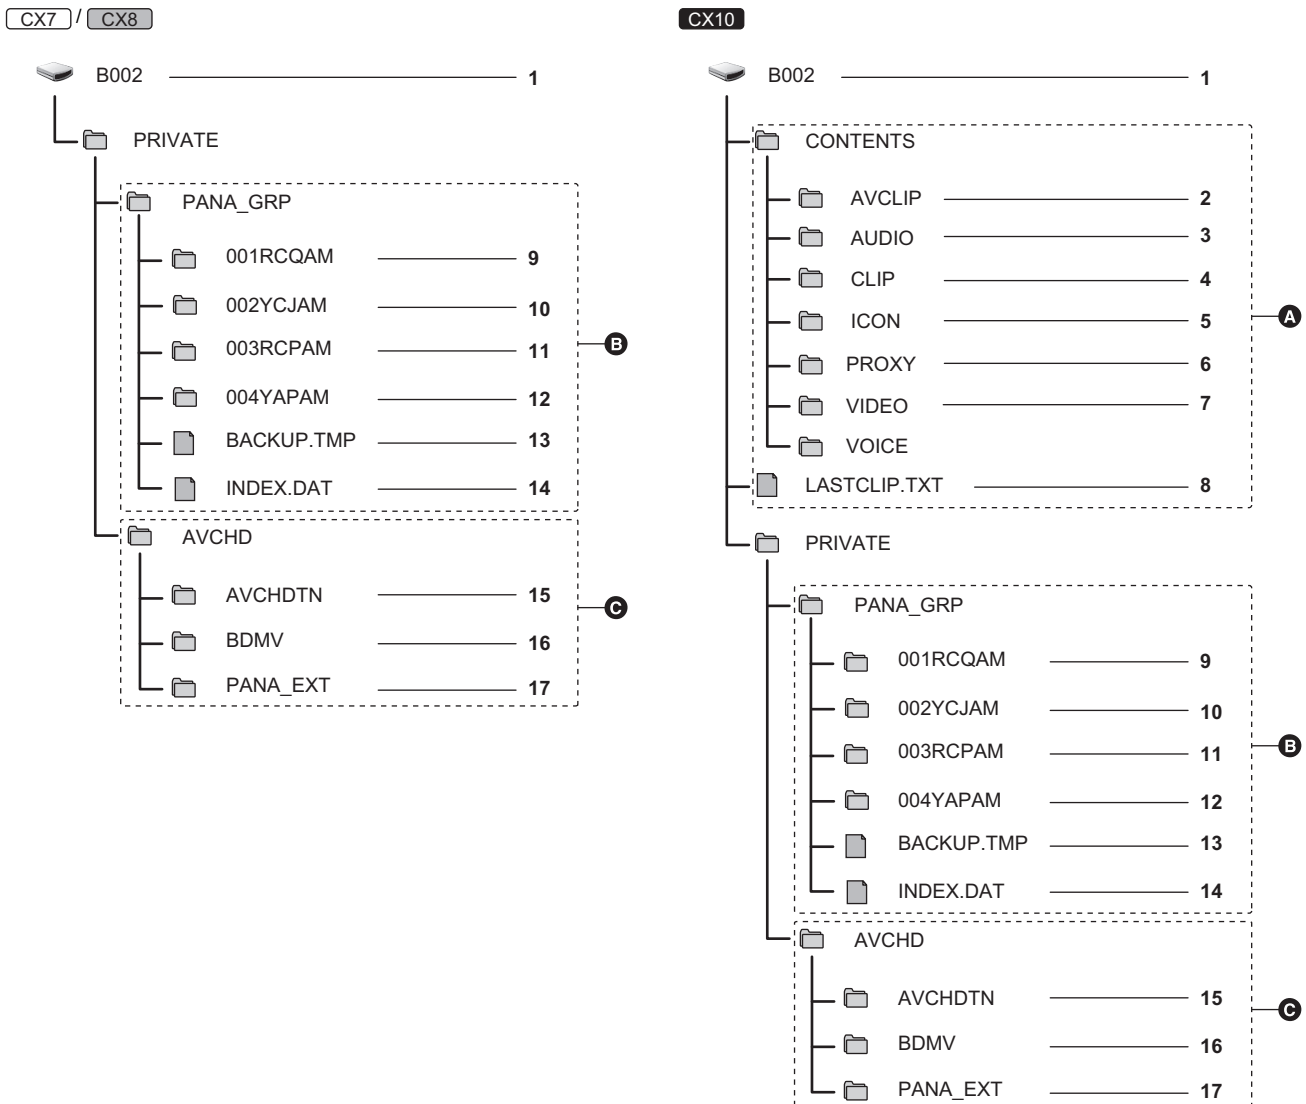 CX7 / CX8
B002 1
PRIVATE
PANA_GRP
001RCQAM 9
002YCJAM 10
003RCPAM 11
004YAPAM 12
BACKUP.TMP 13
INDEX.DAT 14
B
AVCHD
AVCHDTN 15
BDMV 16
PANA_EXT 17
C
CX10
B002 1
CONTENTS
AVCLIP 2
AUDIO 3
CLIP 4
ICON 5
PROXY 6
VIDEO 7
VOICE
LASTCLIP.TXT 8
A
PRIVATE
PANA_GRP
001RCQAM 9
002YCJAM 10
003RCPAM 11
004YAPAM 12
BACKUP.TMP 13
INDEX.DAT 14
B
AVCHD
AVCHDTN 15
BDMV 16
PANA_EXT 17
C